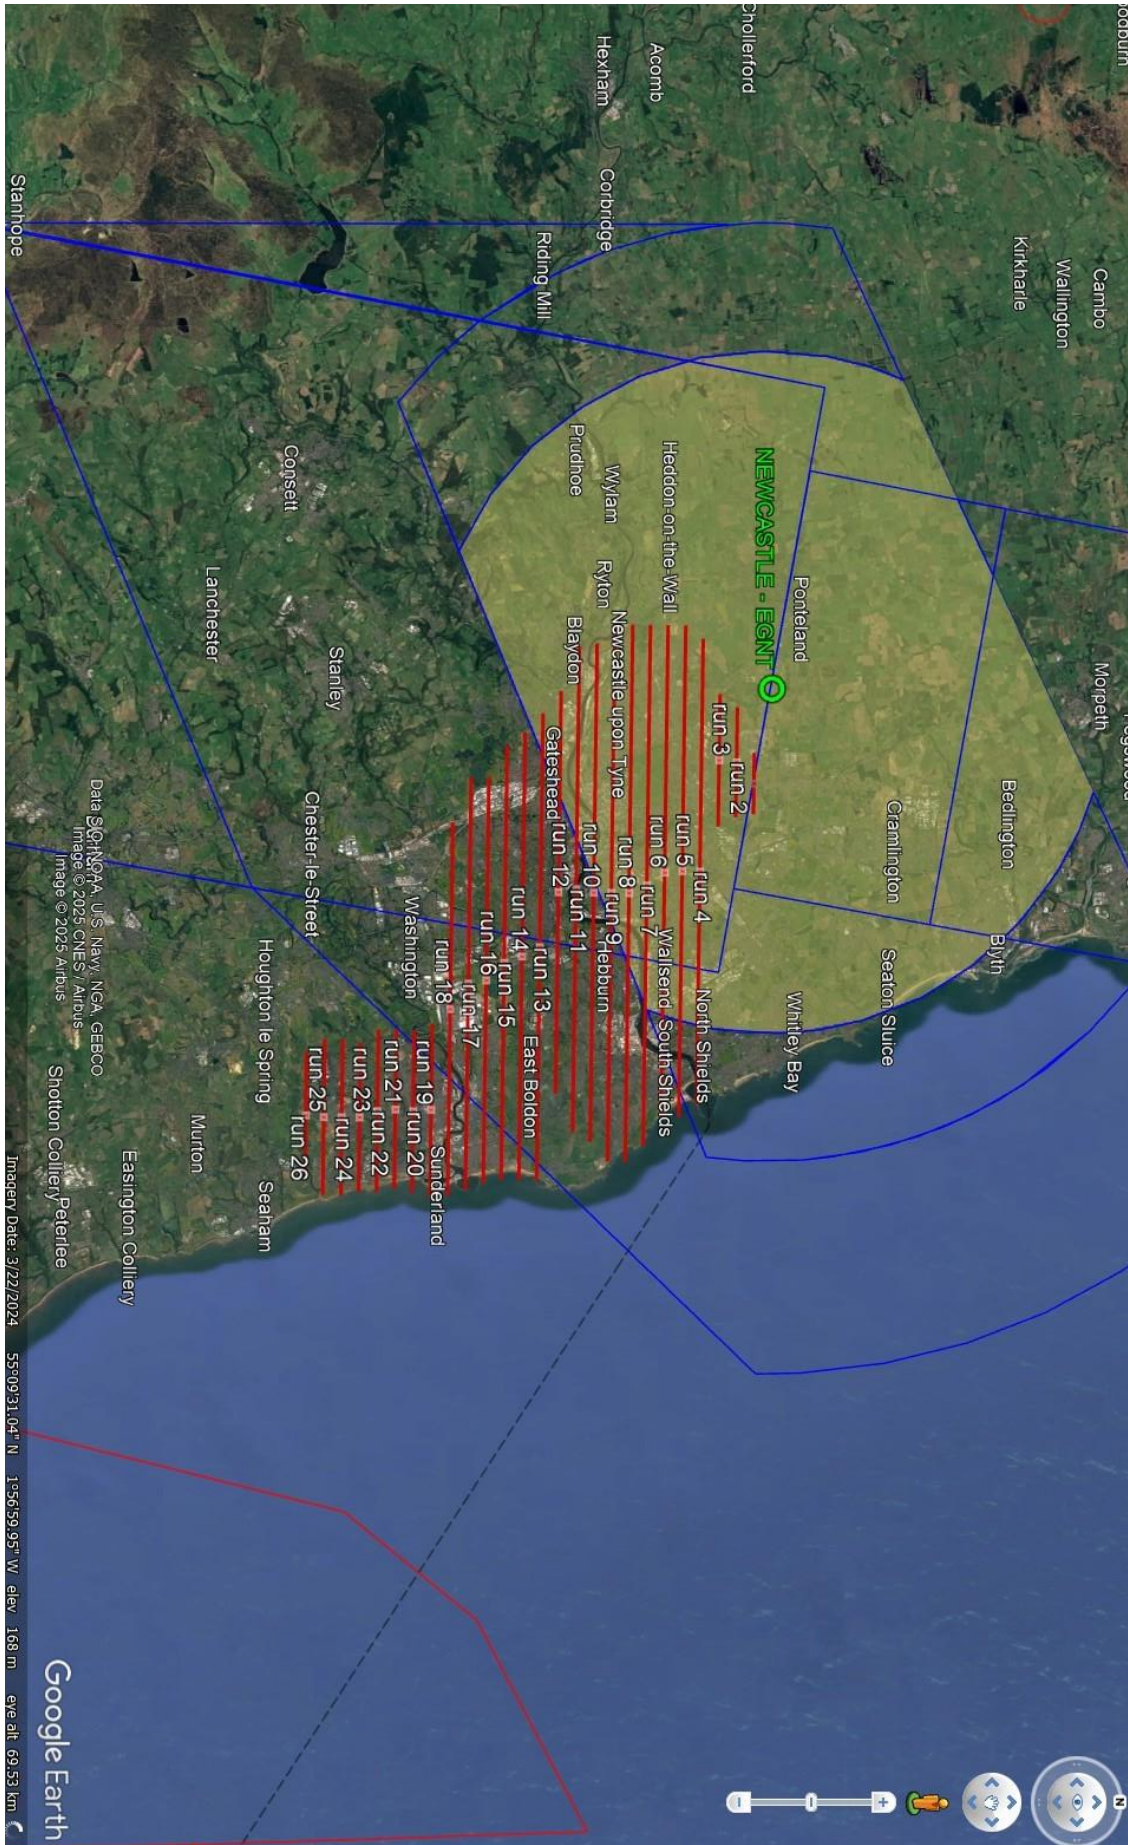 odburn
Chollerford
Acomb
Hexham
Corbridge
Riding Mill
Stanhope
Cambo
Wallington
Kirkharle
Morpeth
Bedlington
Blyth
Cramlington
Seaton Sluice
Whitley Bay
Ponteland
NEWCASTLE - EGNT
Heddon-on-the-Wall
Wylam
Prudhoe
Ryton
Blaydon
Newcastle upon Tyne
Gateshead
Consett
Lanchester
Stanley
Chester-le-Street
Washington
Houghton le Spring
Wallsend
North Shields
South Shields
Hebburn
East Boldon
Sunderland
Seaham
Murton
Easington Colliery
Shotton Colliery
Peterlee
run 2
run 3
run 4
run 5
run 6
run 7
run 8
run 9
run 10
run 11
run 12
run 13
run 14
run 15
run 16
run 17
run 18
run 19
run 20
run 21
run 22
run 23
run 24
run 25
run 26
Data SIO, NOAA, U.S. Navy, NGA, GEBCO
Image © 2025 CNES / Airbus
Image © 2025 Airbus
Imagery Date: 3/22/2024 55°09'31.04" N 1°56'59.95" W elev 168 m eye alt 69.53 km
Google Earth
N